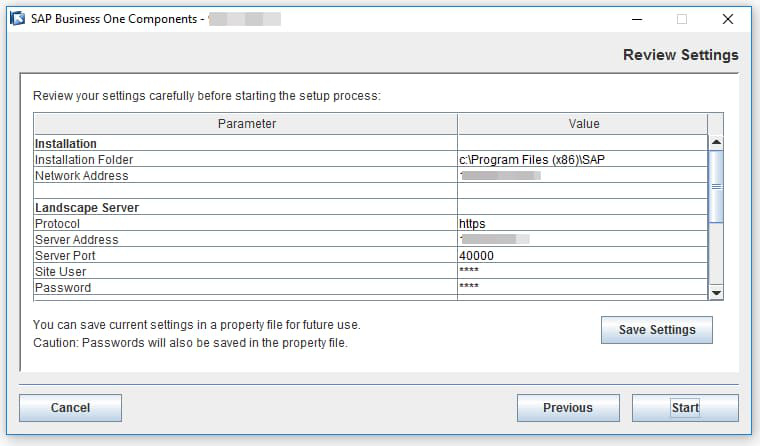 SAP Business One Components -
Review Settings
Review your settings carefully before starting the setup process:
Parameter Value
Installation
Installation Folder c:\Program Files (x86)\SAP
Network Address
Landscape Server
Protocol https
Server Address
Server Port 40000
Site User ****
Password ****
You can save current settings in a property file for future use.
Caution: Passwords will also be saved in the property file.
Save Settings
Cancel Previous Start